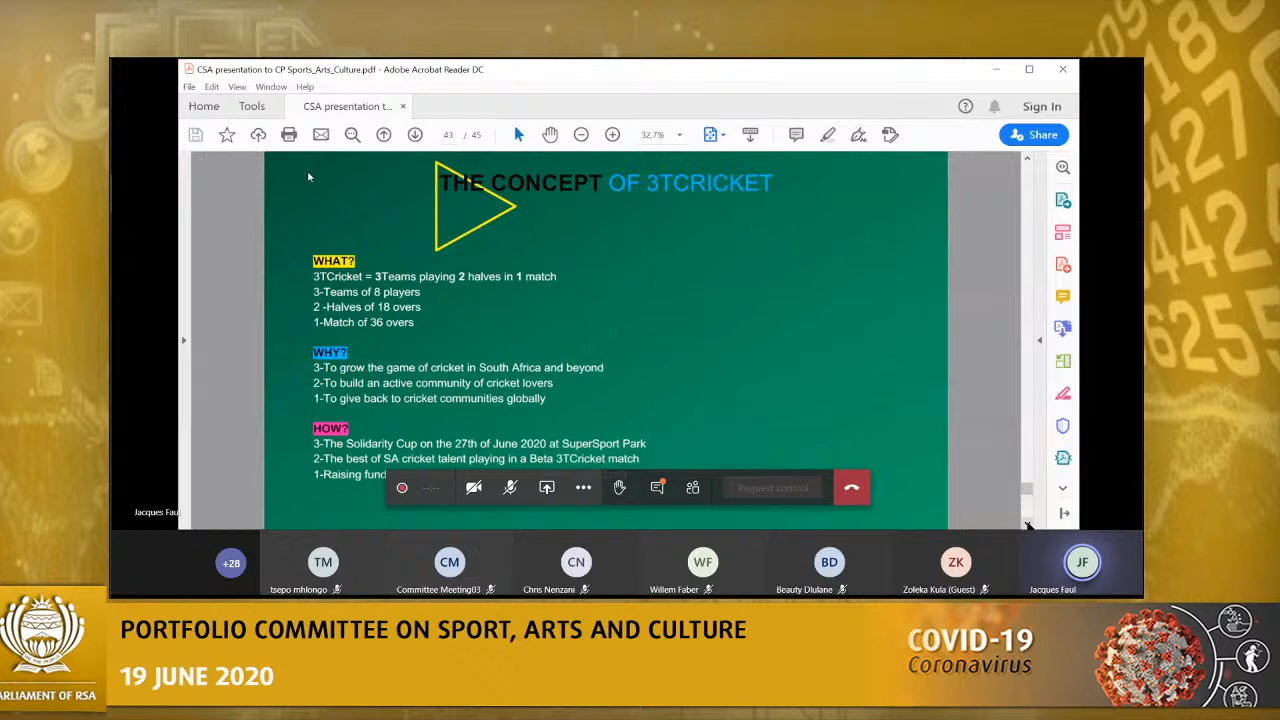 CSA presentation to CP Sports_Arts_Culture.pdf - Adobe Acrobat Reader DC
File Edit View Window Help
Home Tools CSA presentation t... × Sign In
43 / 45 32,7% Share
THE CONCEPT OF 3TCRICKET
WHAT?
3TCricket = 3Teams playing 2 halves in 1 match
3-Teams of 8 players
2 -Halves of 18 overs
1-Match of 36 overs
WHY?
3-To grow the game of cricket in South Africa and beyond
2-To build an active community of cricket lovers
1-To give back to cricket communities globally
HOW?
3-The Solidarity Cup on the 27th of June 2020 at SuperSport Park
2-The best of SA cricket talent playing in a Beta 3TCricket match
1-Raising fund
--:-- Request control
Jacques Fau
+28 TM CM CN WF BD ZK JF
tsepo mhlongo Committee Meeting03 Chris Nenzani Willem Faber Beauty Dlulane Zoleka Kula (Guest) Jacques Faul
PORTFOLIO COMMITTEE ON SPORT, ARTS AND CULTURE
19 JUNE 2020
COVID-19
Coronavirus
ARLIAMENT OF RSA